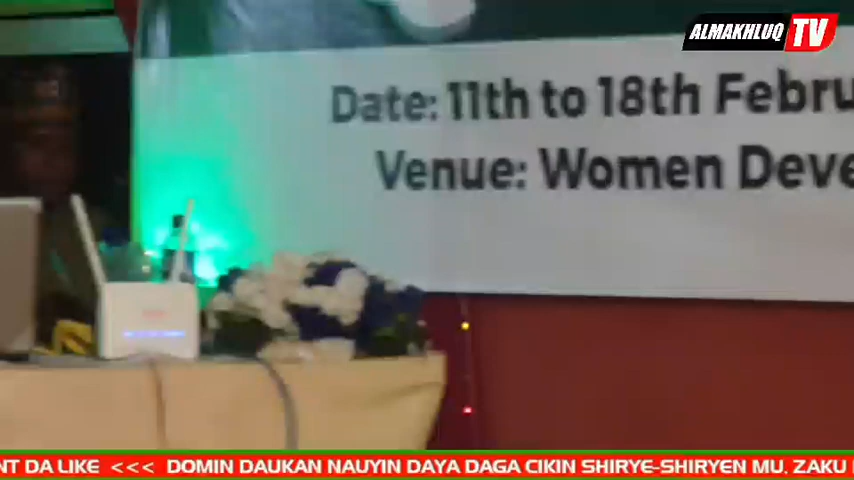 ALMAKHLUQ TV
Date: 11th to 18th Febru
Venue: Women Deve
NT DA LIKE <<< DOMIN DAUKAN NAUYIN DAYA DAGA CIKIN SHIRYE-SHIRYEN MU, ZAKU